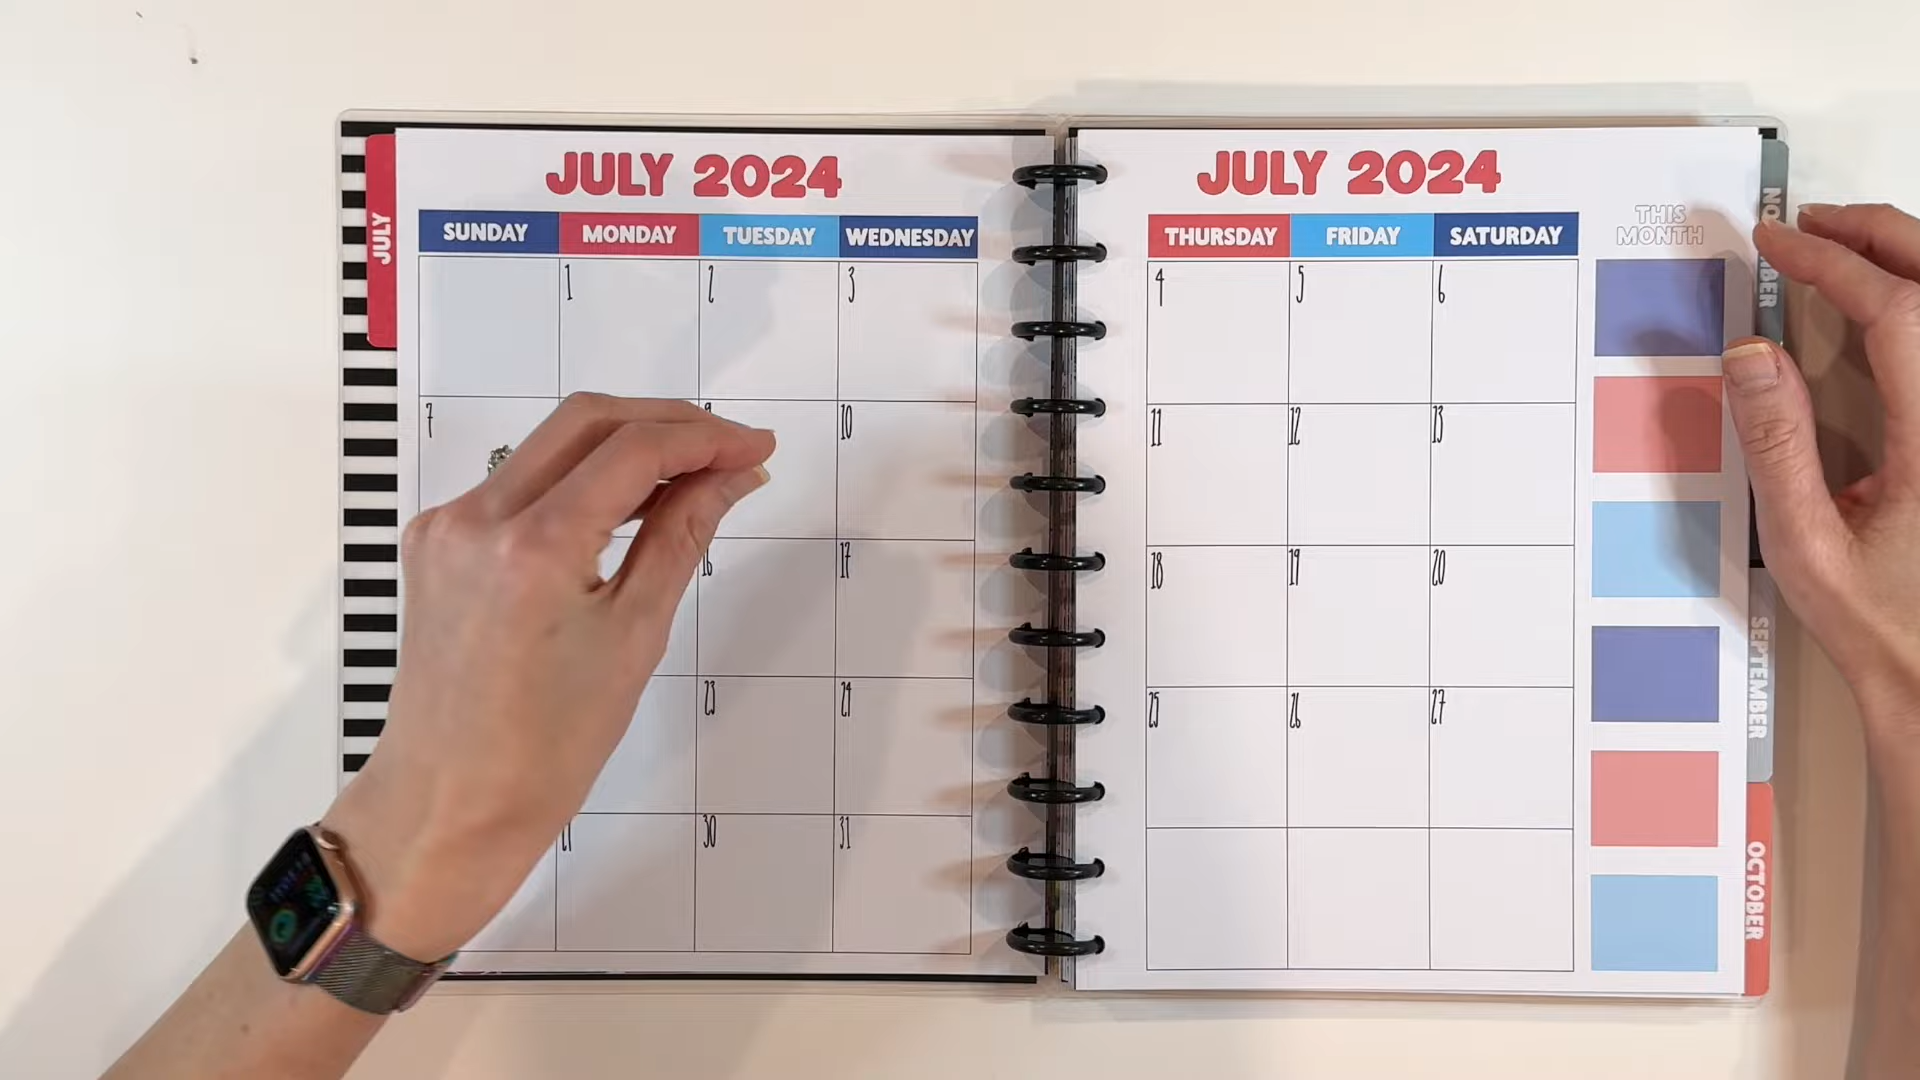 JULY 2024
JULY 2024
JULY
SUNDAY MONDAY TUESDAY WEDNESDAY
THURSDAY FRIDAY SATURDAY
THIS
MONTH
1 2 3
4 5 6
7 9 10
11 12 13
16 17
18 19 20
23 24
25 26 27
30 31
SEPTEMBER
OCTOBER